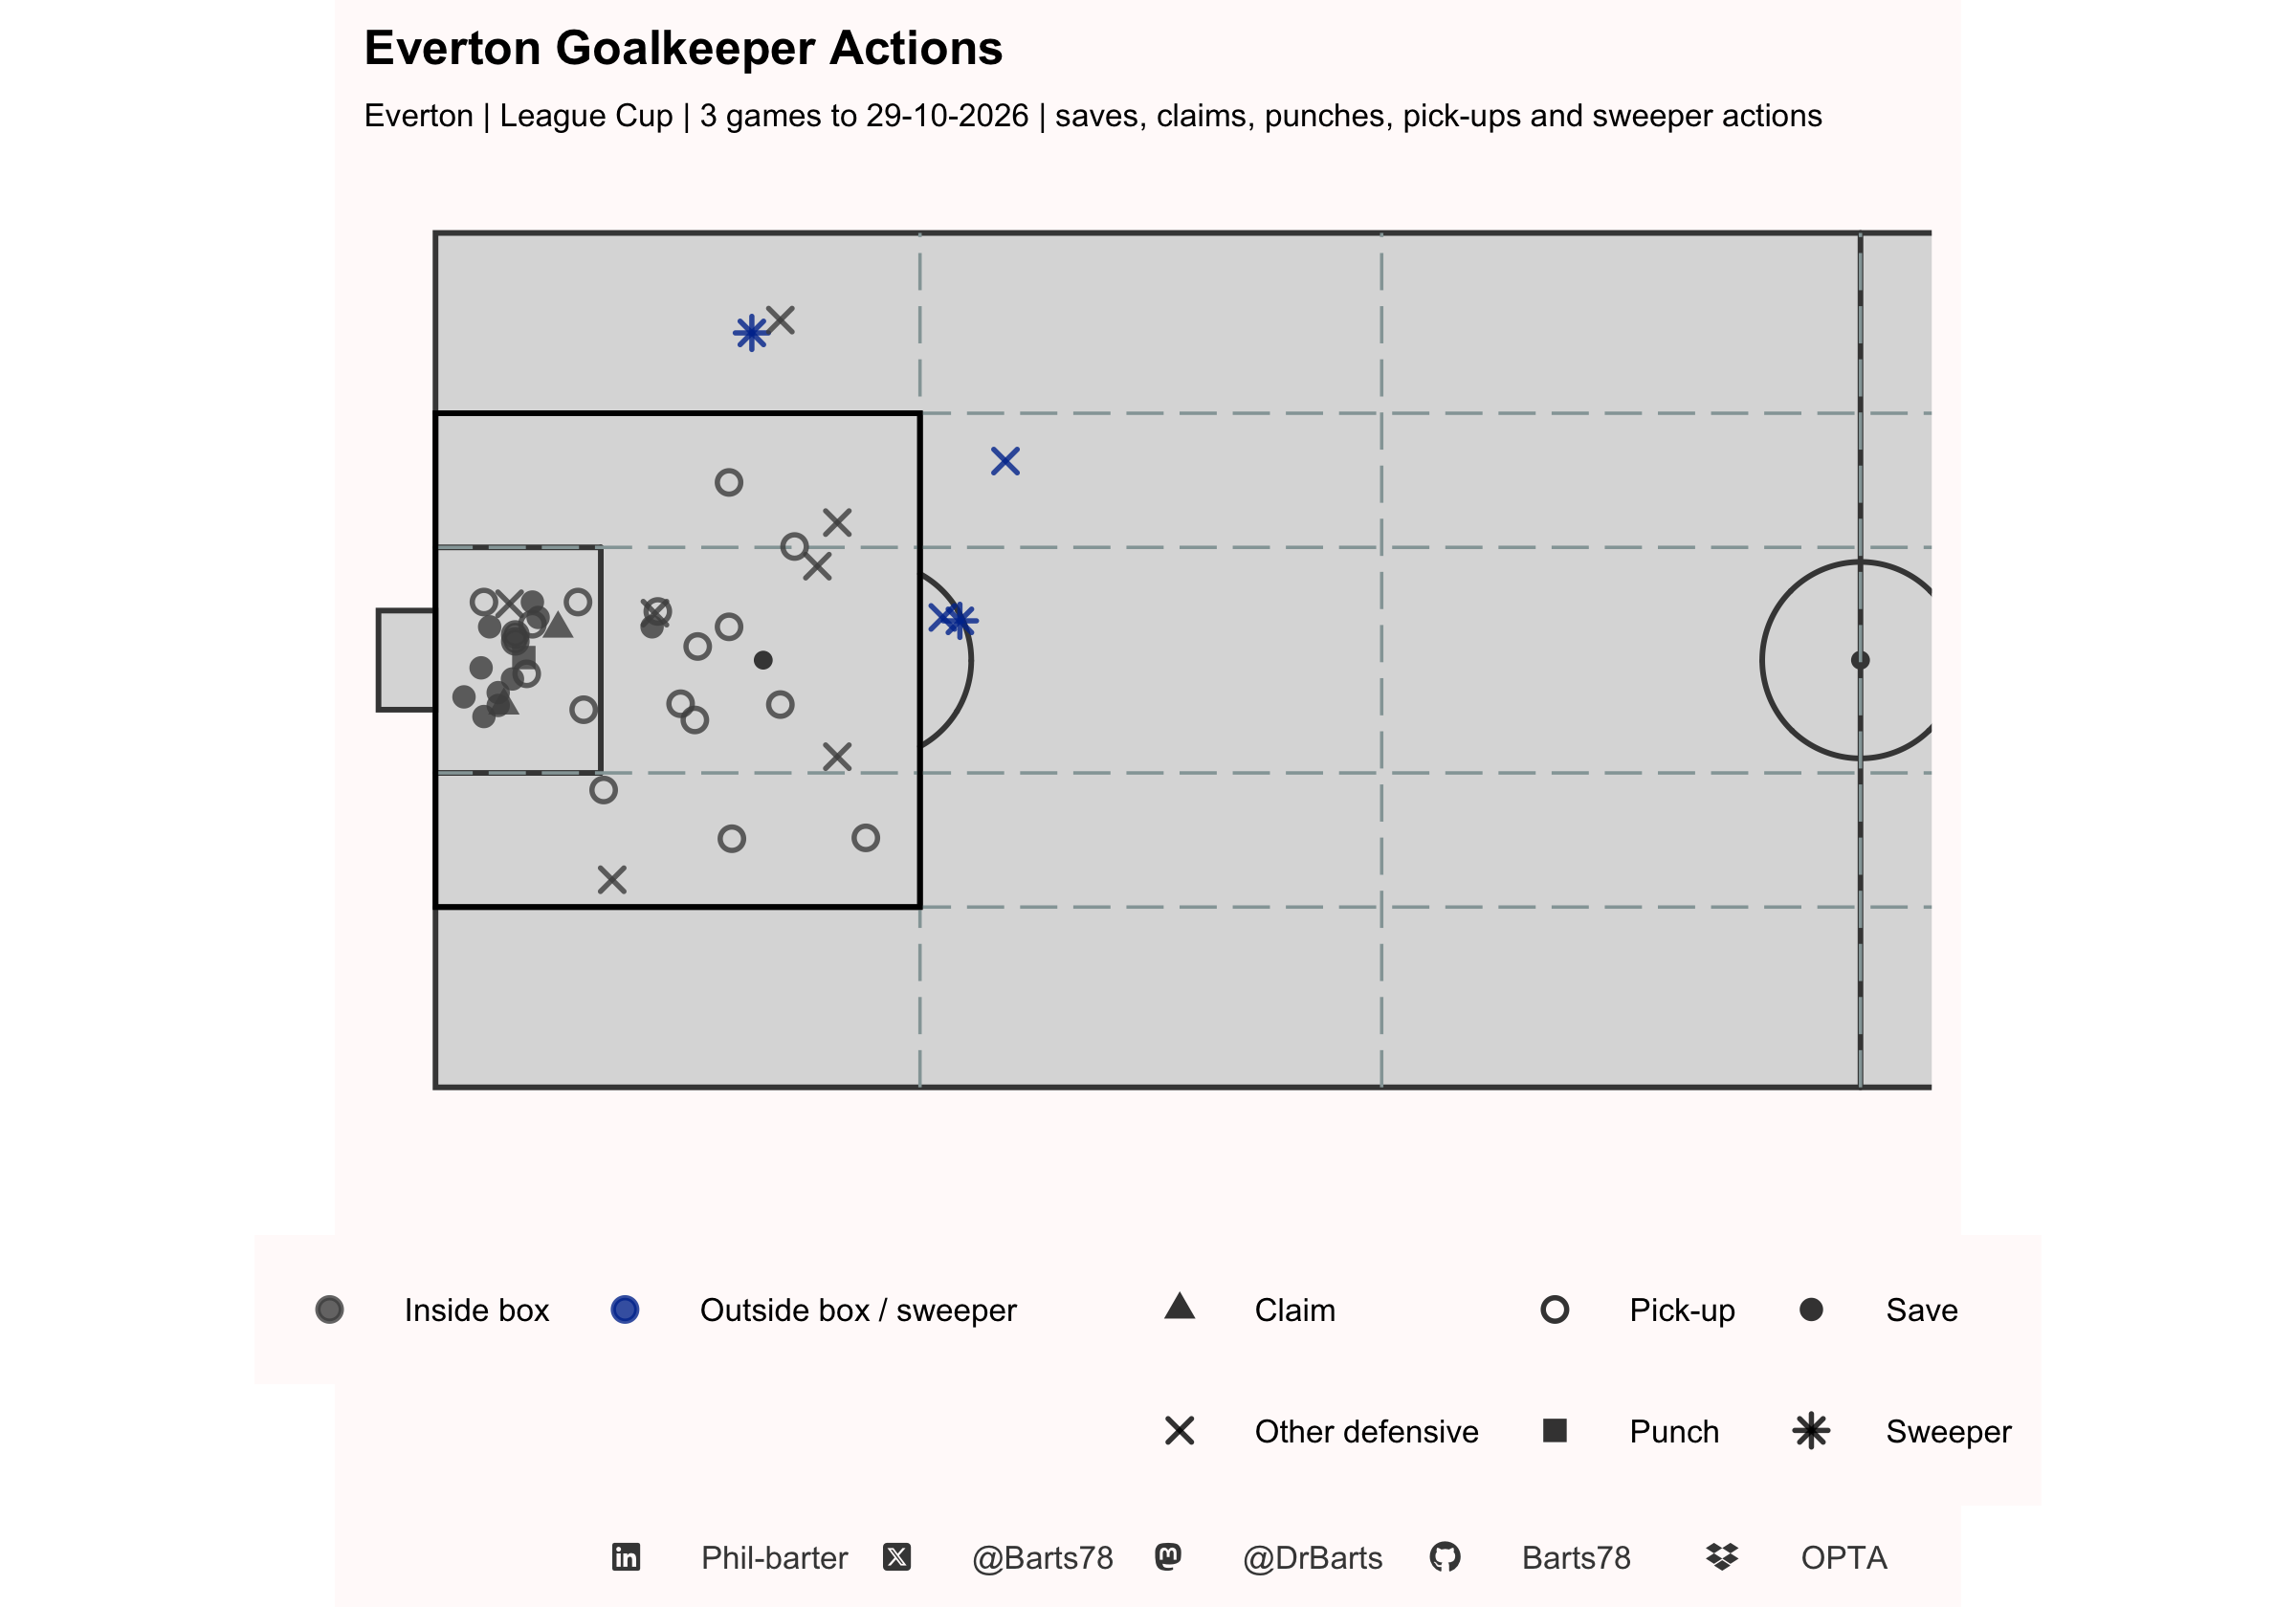 Everton Goalkeeper Actions
Everton | League Cup | 3 games to 29-10-2026 | saves, claims, punches, pick-ups and sweeper actions
Inside box Outside box / sweeper Claim Pick-up Save
Other defensive Punch Sweeper
Phil-barter @Barts78 @DrBarts Barts78 OPTA